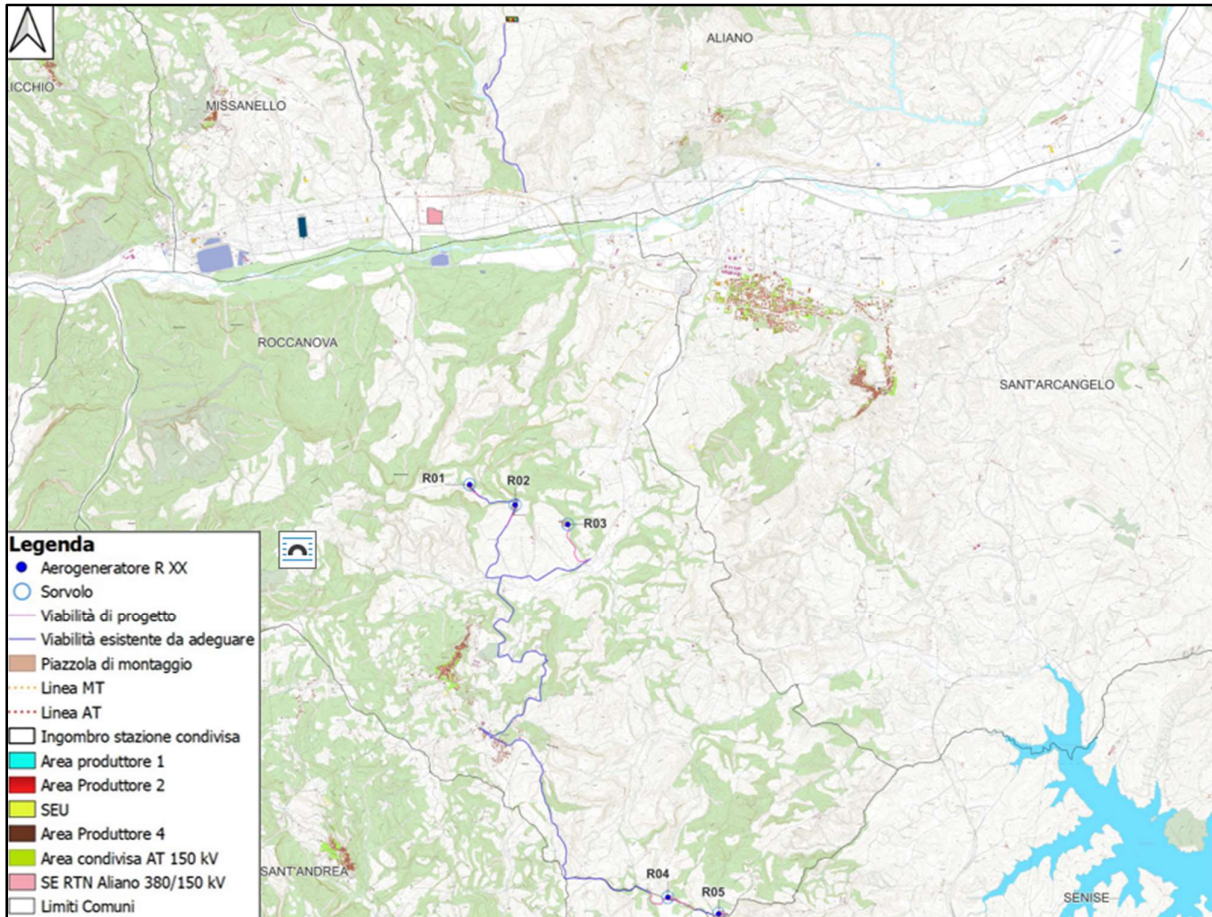 ALIANO
ICCHIO
MISSANELLO
ROCCANOVA
SANT'ARCANGELO
R01
R02
R03
Legenda
Aerogeneratore R XX
Sorvolo
Viabilità di progetto
Viabilità esistente da adeguare
Piazzola di montaggio
Linea MT
Linea AT
Ingombro stazione condivisa
Area produttore 1
Area Produttore 2
SEU
Area Produttore 4
Area condivisa AT 150 kV
SE RTN Aliano 380/150 kV
Limiti Comuni
SANT'ANDREA
R04
R05
SENISE